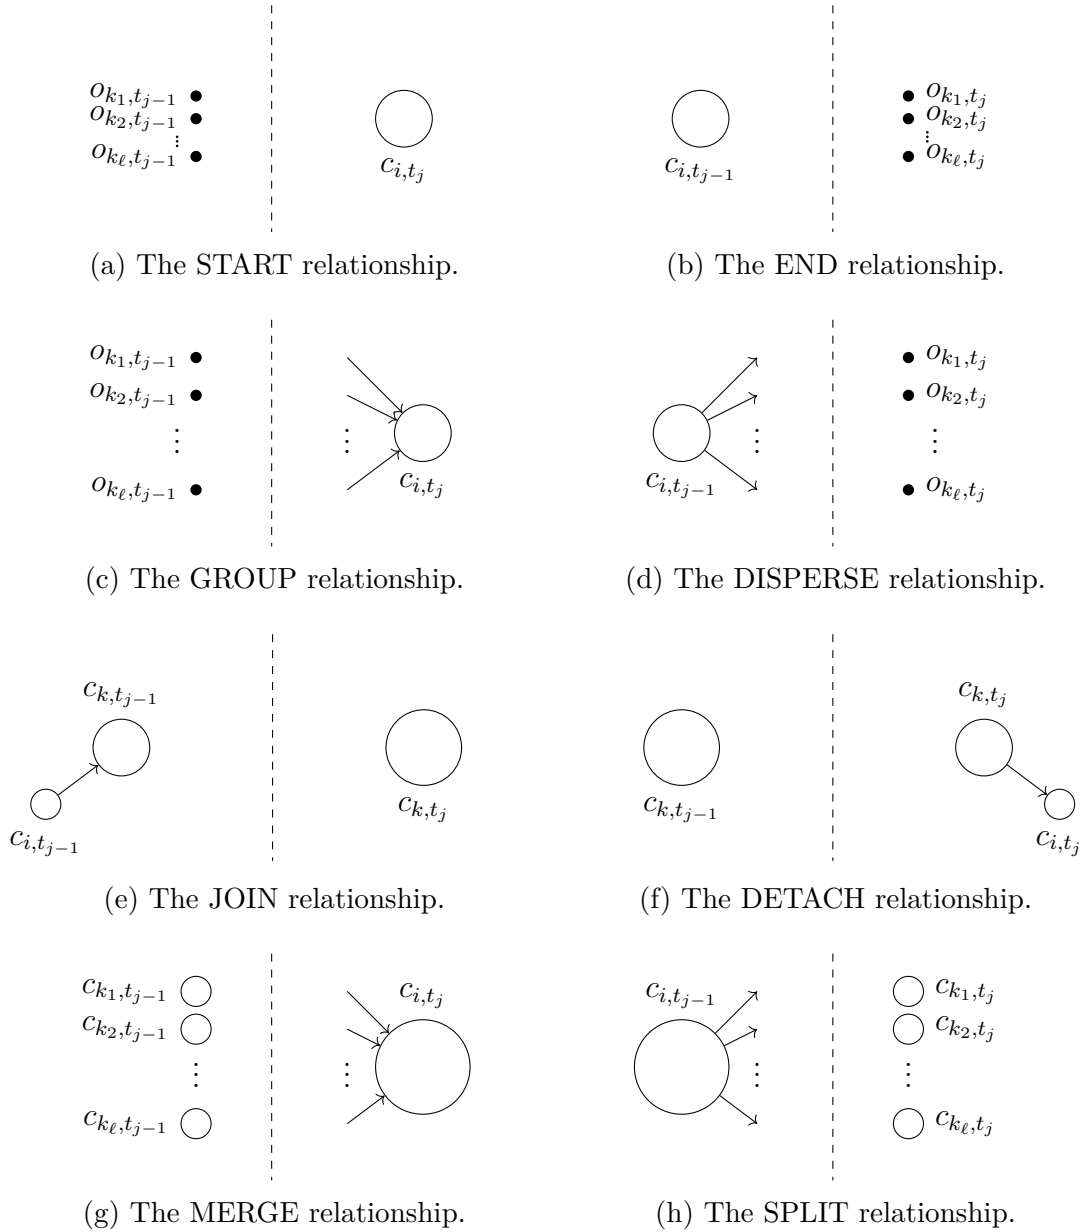 o_{k_1,t_{j-1}}
o_{k_2,t_{j-1}}
⋮
o_{k_ℓ,t_{j-1}}
c_{i,t_j}
(a) The START relationship.
c_{i,t_{j-1}}
o_{k_1,t_j}
o_{k_2,t_j}
⋮
o_{k_ℓ,t_j}
(b) The END relationship.
o_{k_1,t_{j-1}}
o_{k_2,t_{j-1}}
⋮
o_{k_ℓ,t_{j-1}}
⋮
c_{i,t_j}
(c) The GROUP relationship.
c_{i,t_{j-1}}
⋮
o_{k_1,t_j}
o_{k_2,t_j}
⋮
o_{k_ℓ,t_j}
(d) The DISPERSE relationship.
c_{k,t_{j-1}}
c_{i,t_{j-1}}
c_{k,t_j}
(e) The JOIN relationship.
c_{k,t_{j-1}}
c_{k,t_j}
c_{i,t_j}
(f) The DETACH relationship.
c_{k_1,t_{j-1}}
c_{k_2,t_{j-1}}
⋮
c_{k_ℓ,t_{j-1}}
⋮
c_{i,t_j}
(g) The MERGE relationship.
c_{i,t_{j-1}}
⋮
c_{k_1,t_j}
c_{k_2,t_j}
⋮
c_{k_ℓ,t_j}
(h) The SPLIT relationship.